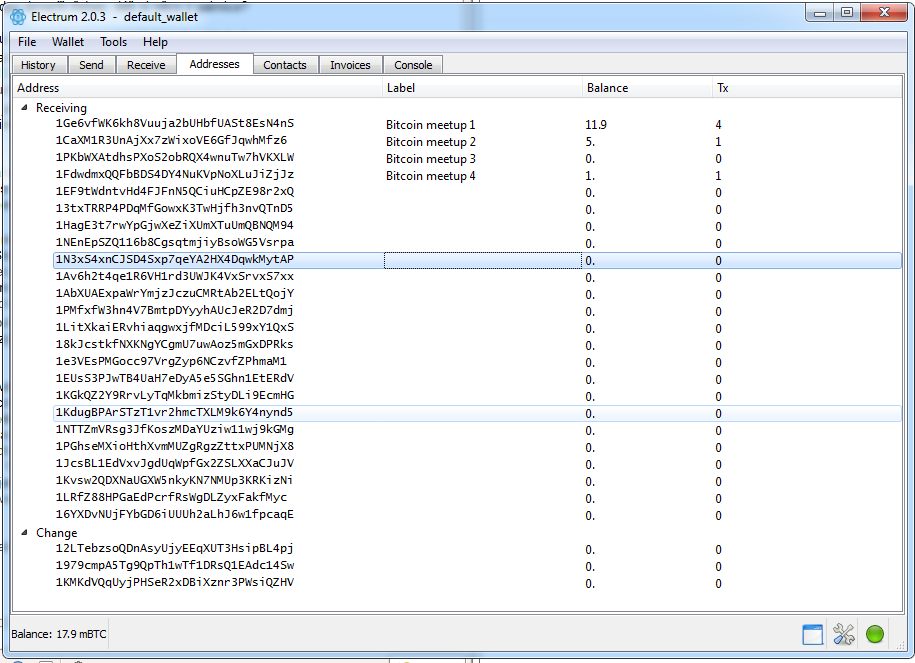 Electrum 2.0.3 - default_wallet
File Wallet Tools Help
History Send Receive Addresses Contacts Invoices Console
Address Label Balance Tx
Receiving
1Ge6vfWK6kh8Vuuja2bUHbfUASt8EsN4nS Bitcoin meetup 1 11.9 4
1CaXM1R3UnAjXx7zWixoVE6GfJqwhMfz6 Bitcoin meetup 2 5. 1
1PKbWXAtdhsPXoS2obRQX4wnuTw7hVKXLW Bitcoin meetup 3 0. 0
1FdwdmxQQFbBDS4DY4NuKVpNoXLuJiZjJz Bitcoin meetup 4 1. 1
1EF9tWdntvHd4FJFnN5QCiuHCpZE98r2xQ 0. 0
13txTRRP4PDqMfGowxK3TwHjfh3nvQTnD5 0. 0
1HagE3t7rwYpGjwXeZiXUmXTuUmQBNQM94 0. 0
1NEnEpSZQ116b8CgsqtmjiyBsoWG5Vsrpa 0. 0
1N3xS4xnCJSD4Sxp7qeYA2HX4DqwkMytAP 0. 0
1Av6h2t4qe1R6VH1rd3UWJK4VxSrvxS7xx 0. 0
1AbXUAExpaWrYmjzJczuCMRtAb2ELtQojY 0. 0
1PMfxfW3hn4V7BmtpDYyyhAUcJeR2D7dmj 0. 0
1LitXkaiERvhiaqgwxjfMDciL599xY1QxS 0. 0
18kJcstkfNXKNgYCgmU7uwAoz5mGxDPRks 0. 0
1e3VEsPMGocc97VrgZyp6NCzvfZPhmaM1 0. 0
1EUsS3PJwTB4UaH7eDyA5e5SGhn1EtERdV 0. 0
1KGkQZ2Y9RrvLyTqMkbmizStyDLi9EcmHG 0. 0
1KdugBPArSTzT1vr2hmcTXLM9k6Y4nynd5 0. 0
1NTTZmVRsg3JfKoszMDaYUziw11wj9kGMg 0. 0
1PGhseMXioHthXvmMUZgRgzZttxPUMNjX8 0. 0
1JcsBL1EdVxvJgdUqWpfGx2ZSLXXaCJuJV 0. 0
1Kvsw2QDXNaUGXW5nkyKN7NMUp3KRKizNi 0. 0
1LRfZ88HPGaEdPcrfRsWgDLZyxFakfMyc 0. 0
16YXDvNUjFYbGD6iUUUh2aLhJ6w1fpcaqE 0. 0
Change
12LTebzsoQDnAsyUjyEEqXUT3HsipBL4pj 0. 0
1979cmpA5Tg9QpTh1wTf1DRsQ1EAdc14Sw 0. 0
1KMKdVQqUyjPHSeR2xDBiXznr3PWsiQZHV 0. 0
Balance: 17.9 mBTC